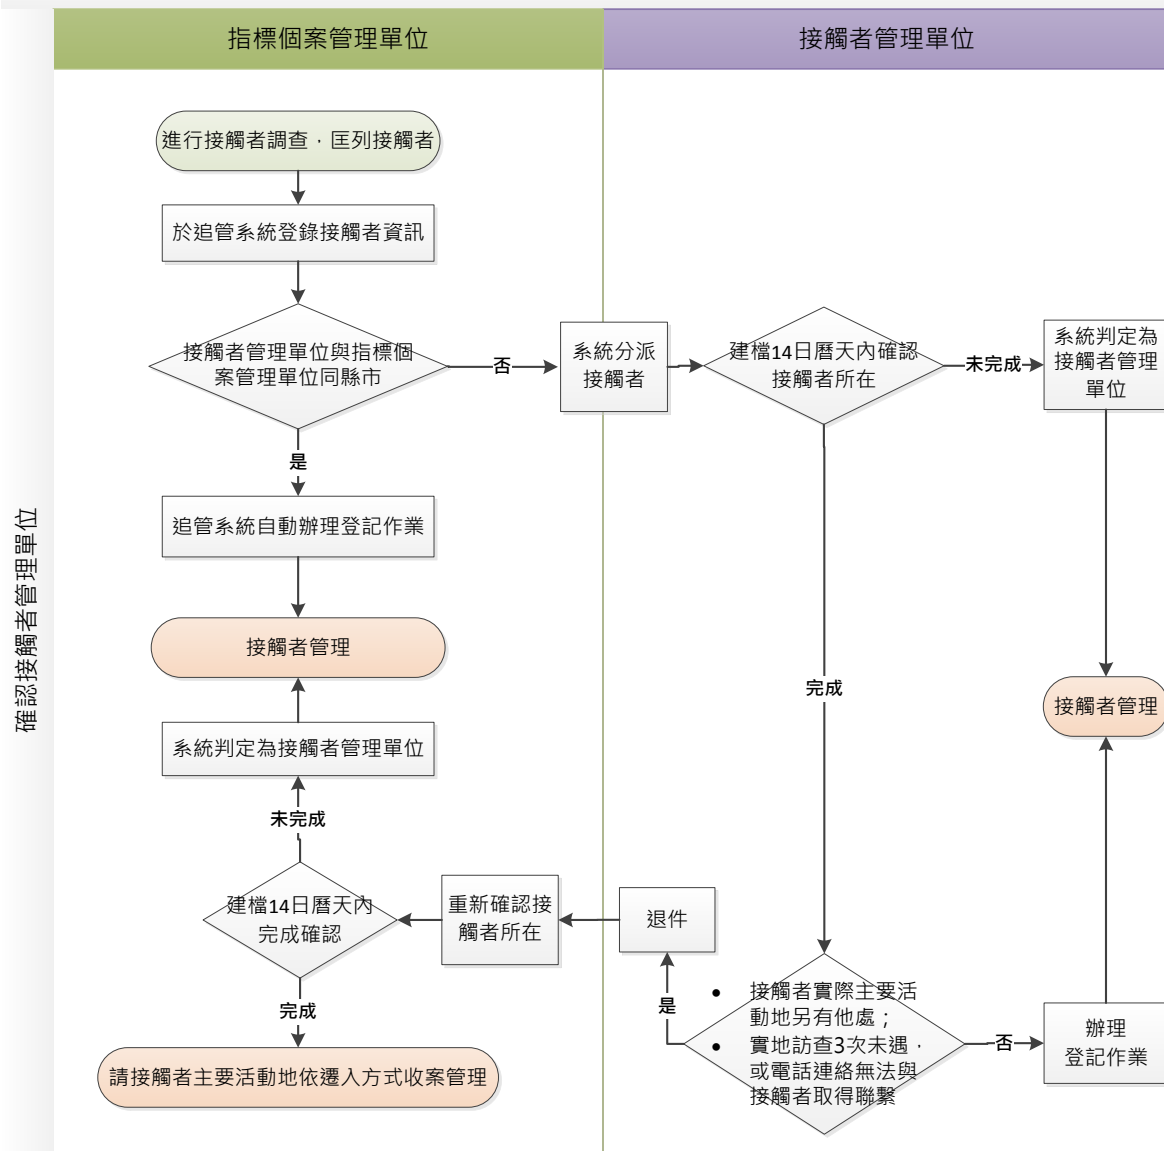 指標個案管理單位
接觸者管理單位
確認接觸者管理單位
進行接觸者調查，匡列接觸者
於追管系統登錄接觸者資訊
接觸者管理單位與指標個
案管理單位同縣市
否
系統分派
接觸者
建檔14日曆天內確認
接觸者所在
未完成
系統判定為
接觸者管理
單位
是
追管系統自動辦理登記作業
接觸者管理
完成
接觸者管理
系統判定為接觸者管理單位
未完成
建檔14日曆天內
完成確認
重新確認接
觸者所在
退件
是
• 接觸者實際主要活
動地另有他處；
• 實地訪查3次未遇，
或電話連絡無法與
接觸者取得聯繫
否
辦理
登記作業
完成
請接觸者主要活動地依遷入方式收案管理